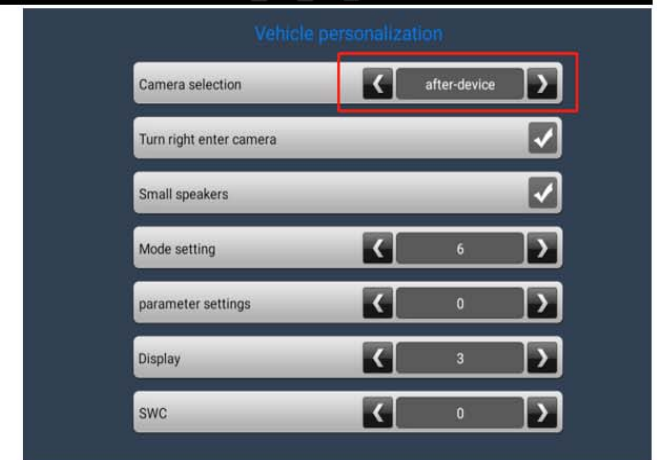 Vehicle personalization
Camera selection after-device
Turn right enter camera
Small speakers
Mode setting 6
parameter settings 0
Display 3
SWC 0